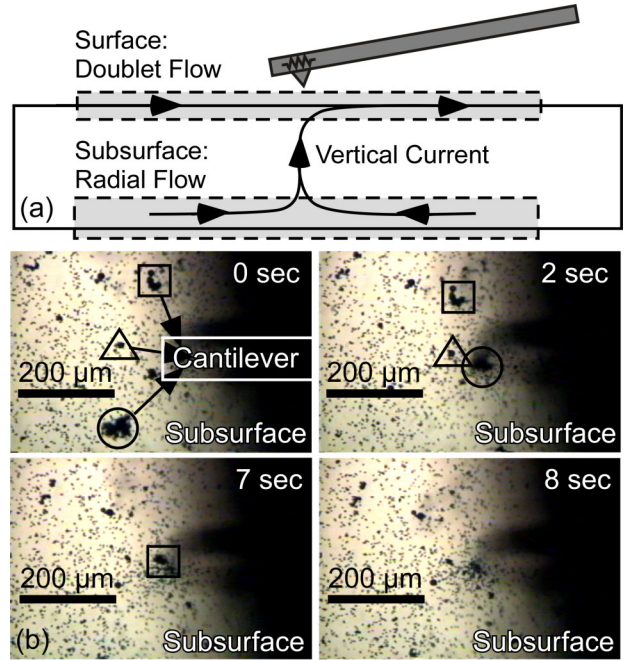 Surface:
Doublet Flow
Subsurface:
Radial Flow
Vertical Current
(a)
0 sec
Cantilever
200 µm
Subsurface
2 sec
200 µm
Subsurface
7 sec
200 µm
(b)
Subsurface
8 sec
200 µm
Subsurface